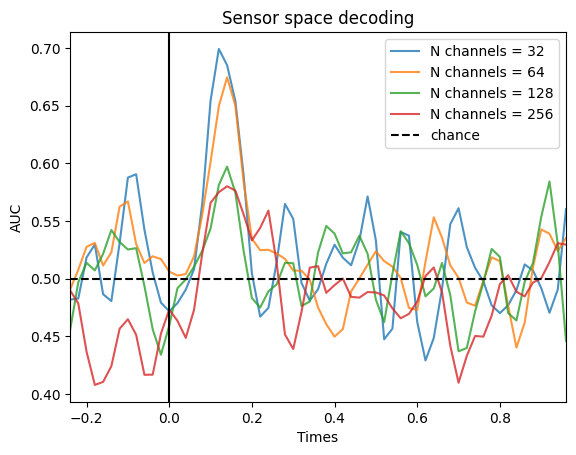 Sensor space decoding
N channels = 32
N channels = 64
N channels = 128
N channels = 256
chance
AUC
0.70
0.65
0.60
0.55
0.50
0.45
0.40
−0.2 0.0 0.2 0.4 0.6 0.8
Times